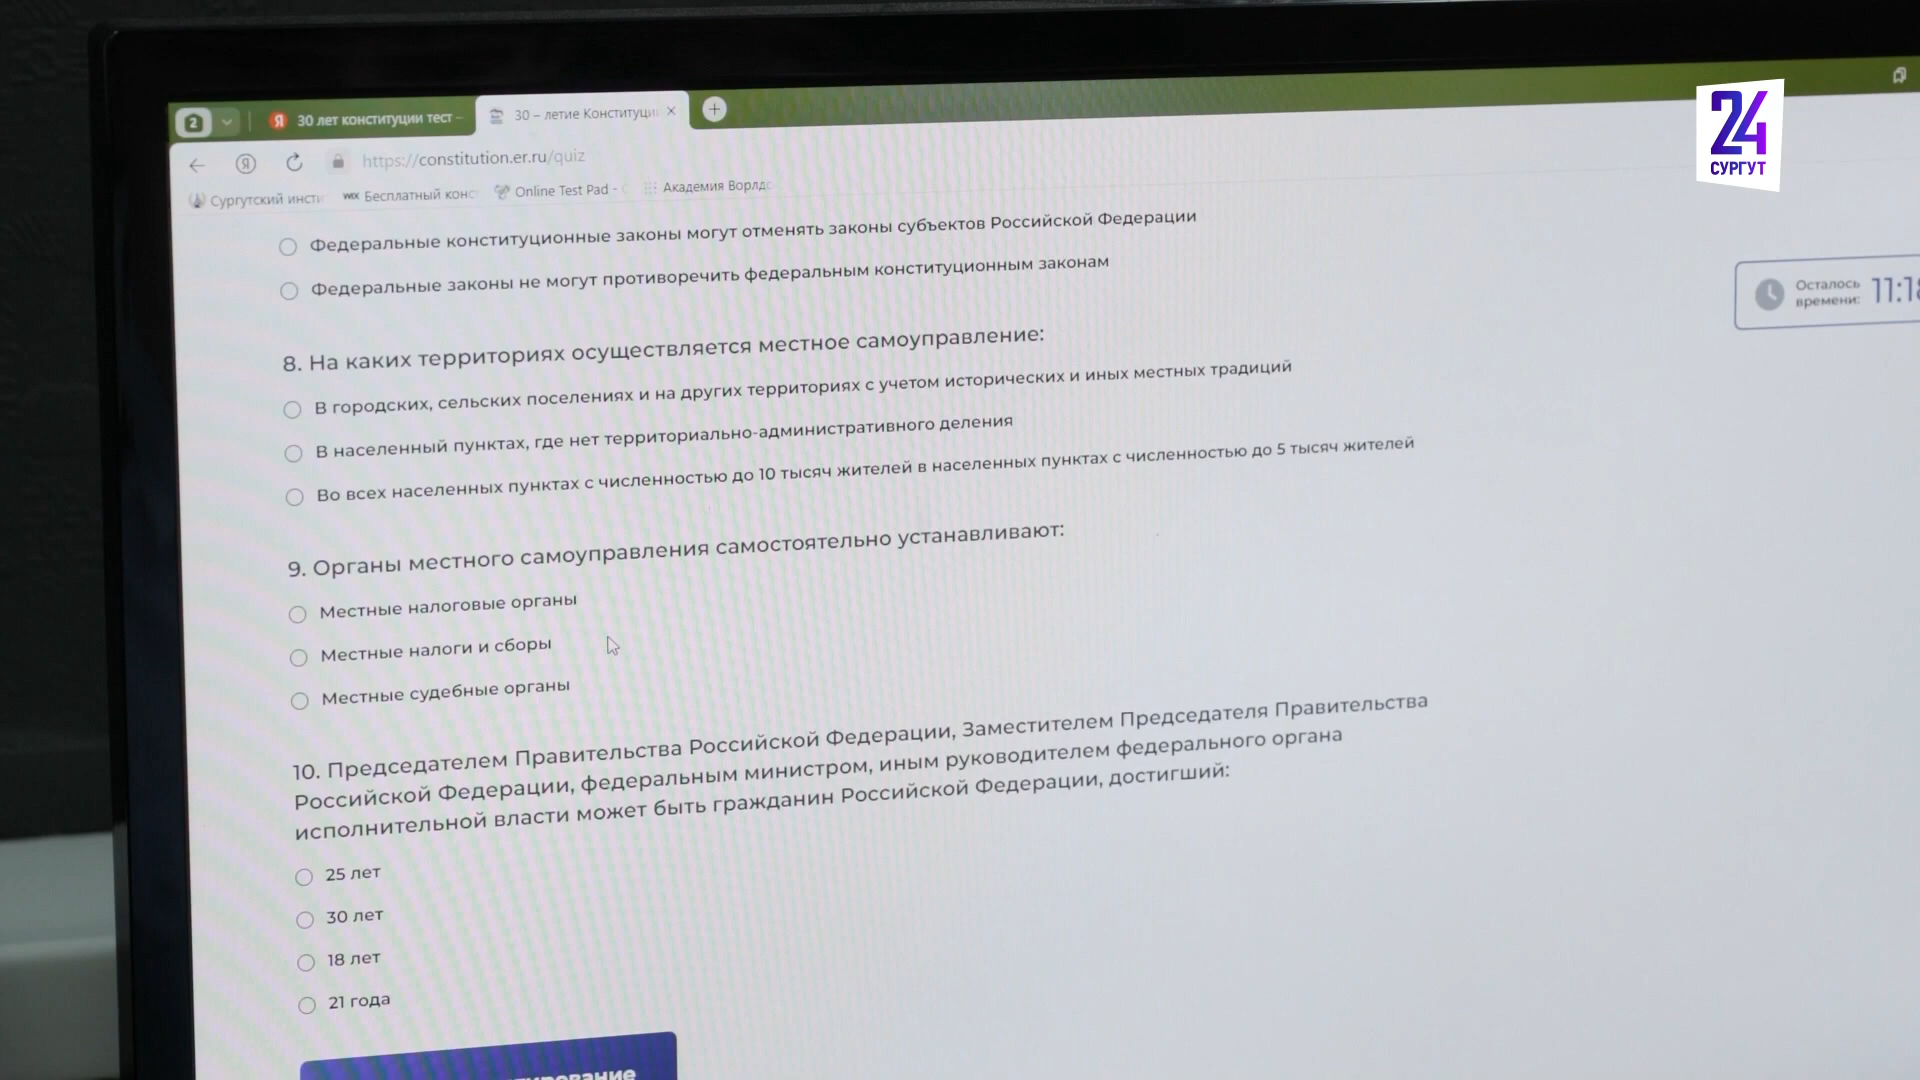 2
30 лет конституции тест –
30 – летие Конституци
https://constitution.er.ru/quiz
Сургутский инсти
WIX Бесплатный конс
Online Test Pad -
Академия Ворлд
24
СУРГУТ
Федеральные конституционные законы могут отменять законы субъектов Российской Федерации
Федеральные законы не могут противоречить федеральным конституционным законам
Осталось
времени:
11:18
8. На каких территориях осуществляется местное самоуправление:
В городских, сельских поселениях и на других территориях с учетом исторических и иных местных традиций
В населенный пунктах, где нет территориально-административного деления
Во всех населенных пунктах с численностью до 10 тысяч жителей в населенных пунктах с численностью до 5 тысяч жителей
9. Органы местного самоуправления самостоятельно устанавливают:
Местные налоговые органы
Местные налоги и сборы
Местные судебные органы
10. Председателем Правительства Российской Федерации, Заместителем Председателя Правительства
Российской Федерации, федеральным министром, иным руководителем федерального органа
исполнительной власти может быть гражданин Российской Федерации, достигший:
25 лет
30 лет
18 лет
21 года